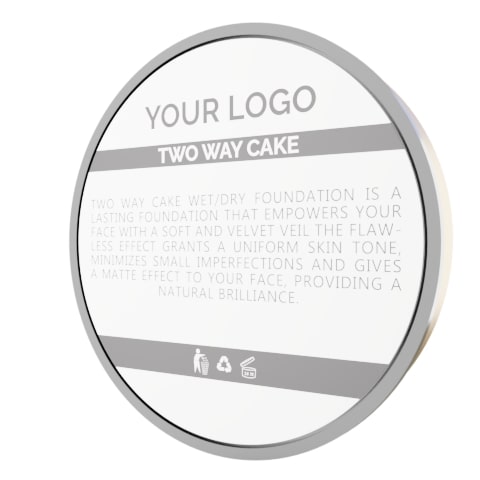 YOUR LOGO
TWO WAY CAKE
TWO WAY CAKE WET/DRY FOUNDATION IS A
LASTING FOUNDATION THAT EMPOWERS YOUR
FACE WITH A SOFT AND VELVET VEIL THE FLAW-
LESS EFFECT GRANTS A UNIFORM SKIN TONE,
MINIMIZES SMALL IMPERFECTIONS AND GIVES
A MATTE EFFECT TO YOUR FACE, PROVIDING A
NATURAL BRILLIANCE.